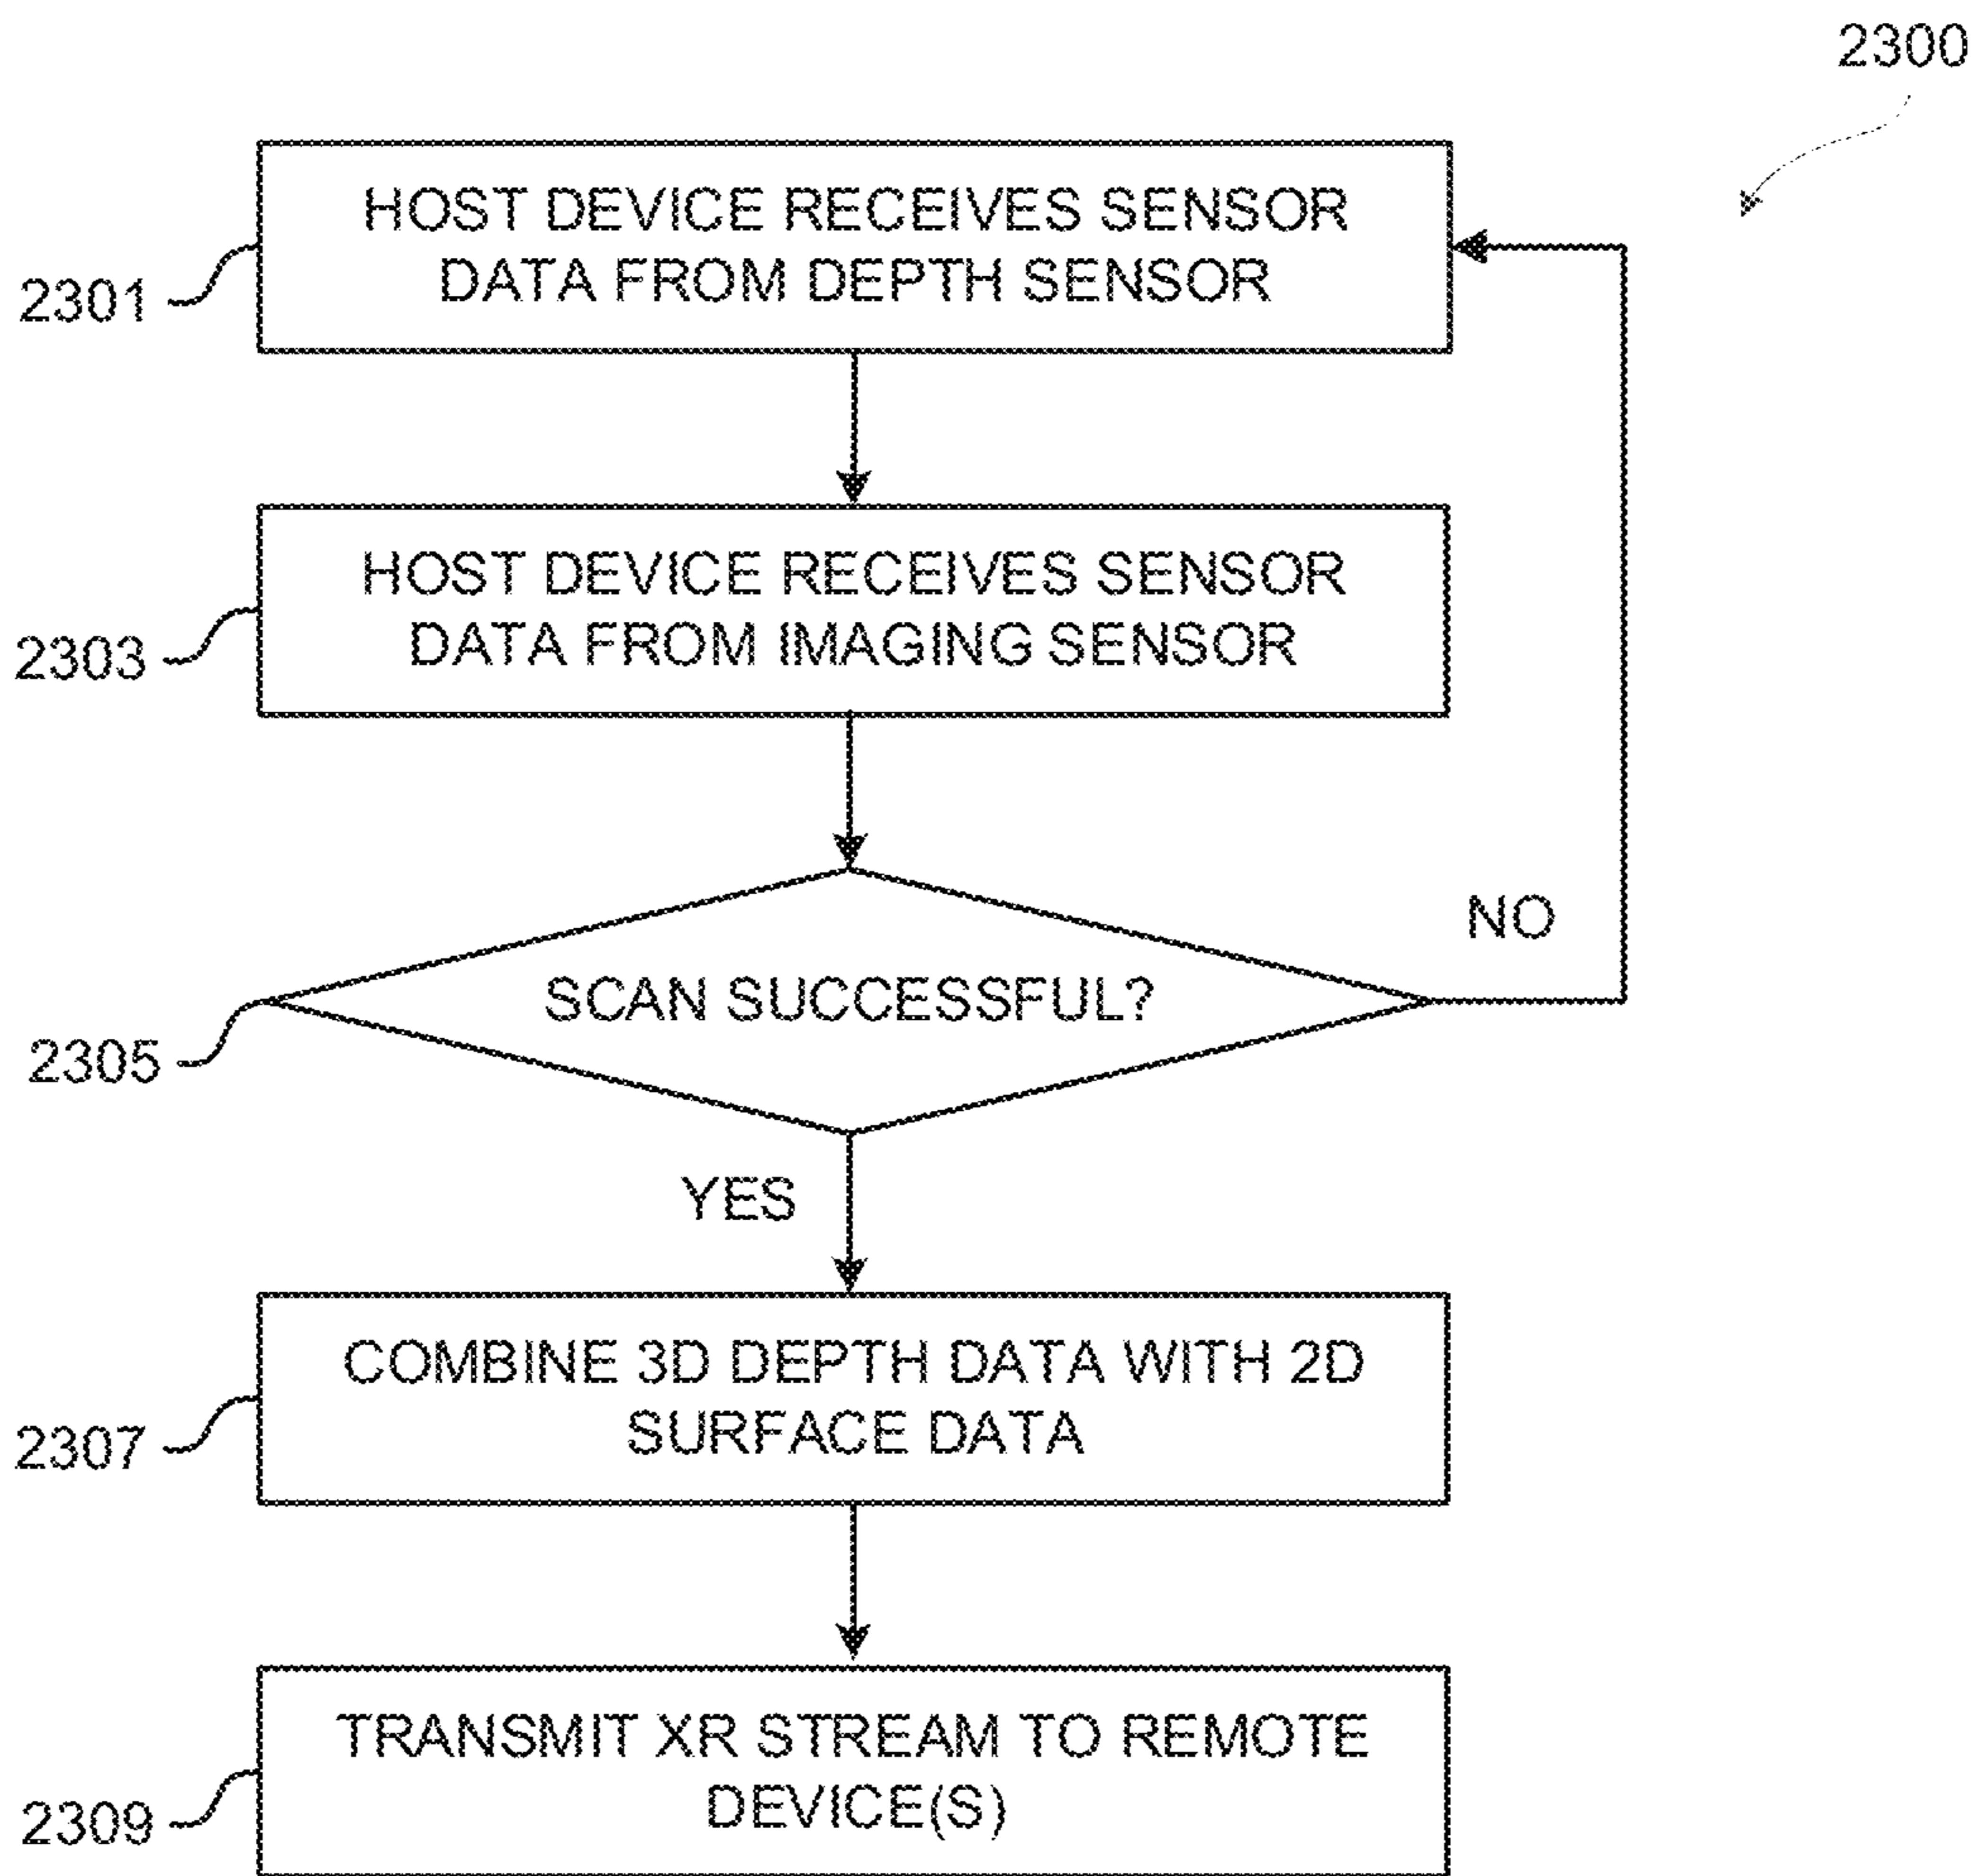 2300
HOST DEVICE RECEIVES SENSOR
DATA FROM DEPTH SENSOR
2301
HOST DEVICE RECEIVES SENSOR
DATA FROM IMAGING SENSOR
2303
NO
SCAN SUCCESSFUL?
2305
YES
COMBINE 3D DEPTH DATA WITH 2D
SURFACE DATA
2307
TRANSMIT XR STREAM TO REMOTE
DEVICE(S)
2309